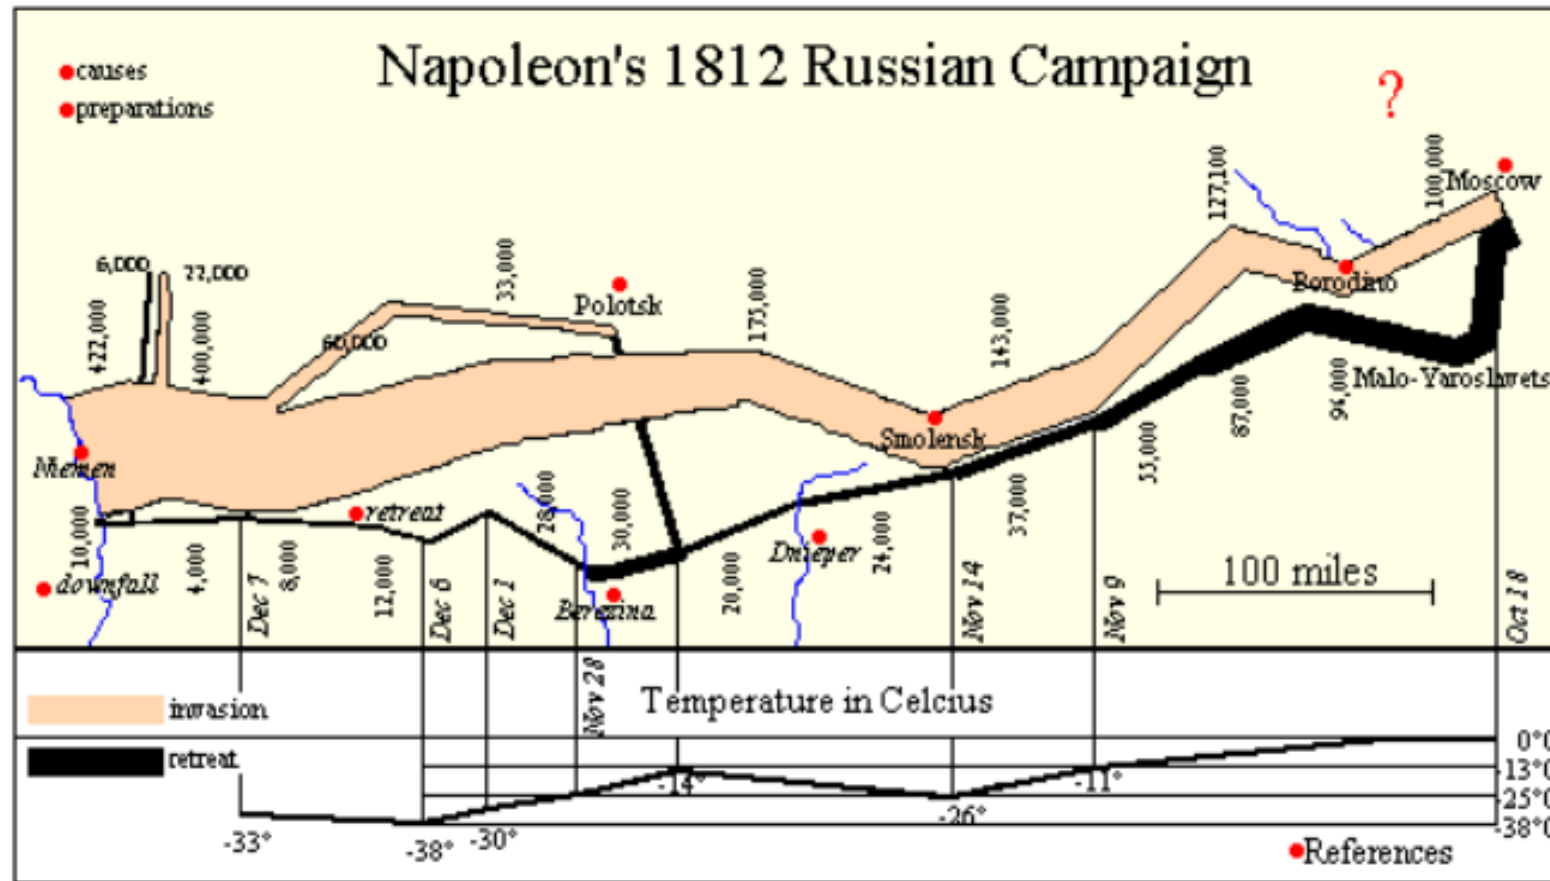 Napoleon's 1812 Russian Campaign
causes
preparations
?
Moscow
100,000
127,100
Borodino
6,000
22,000
33,000
Polotsk
175,000
143,000
422,000
400,000
60,000
Malo-Yaroslavets
96,000
87,000
55,000
37,000
Smolensk
Niemen
retreat
28,000
30,000
Dnieper
24,000
20,000
Berezina
10,000
4,000
8,000
12,000
downfall
100 miles
Dec 7
Dec 6
Dec 1
Nov 28
Nov 14
Nov 9
Oct 18
invasion
retreat
Temperature in Celcius
0°
-13°
-25°
-38°
-33°
-38°
-30°
-14°
-26°
-11°
References